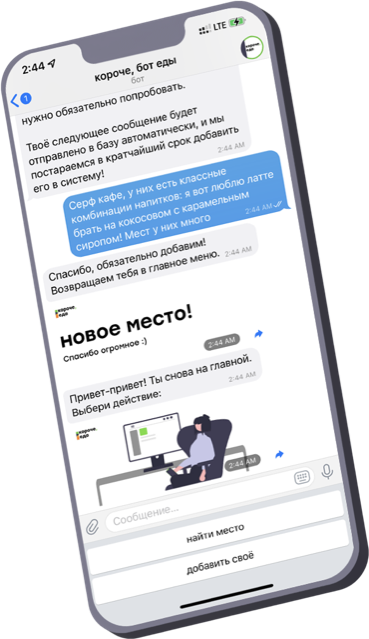 2:44
LTE
1
короче, бот еды
бот
короче
еда
нужно обязательно попробовать.
Твоё следующее сообщение будет
отправлено в базу автоматически, и мы
постараемся в кратчайший срок добавить
его в систему!
2:44 AM
Серф кафе, у них есть классные
комбинации напитков: я вот люблю латте
брать на кокосовом с карамельным
сиропом! Мест у них много
2:44 AM
Спасибо, обязательно добавим!
Возвращаем тебя в главное меню.
2:44 AM
короче,
еда
новое место!
Спасибо огромное :)
2:44 AM
Привет-привет! Ты снова на главной.
Выбери действие:
2:44 AM
короче,
еда
2:44 AM
Сообщение...
найти место
добавить своё